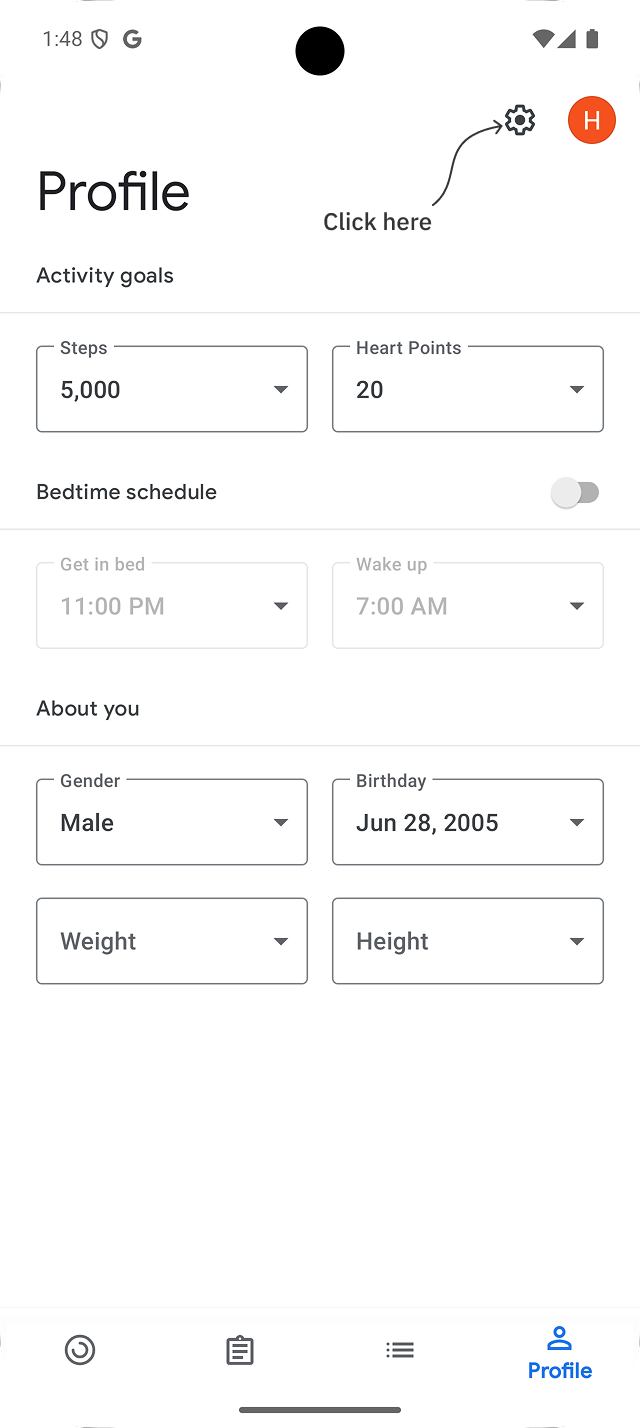 1:48
H
Profile
Click here
Activity goals
Steps
Heart Points
5,000
20
Bedtime schedule
Get in bed
Wake up
11:00 PM
7:00 AM
About you
Gender
Birthday
Male
Jun 28, 2005
Weight
Height
Profile